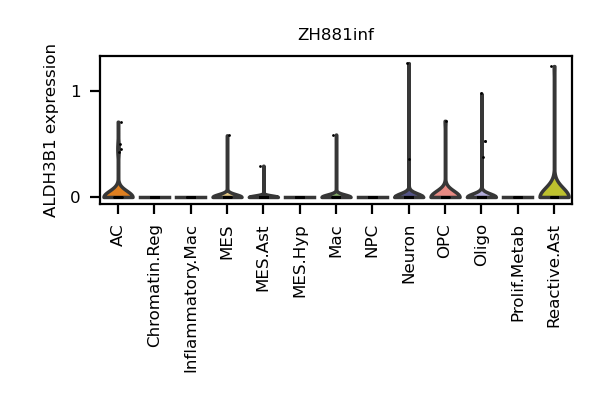 ZH881inf
ALDH3B1 expression
1
0
AC
Chromatin.Reg
Inflammatory.Mac
MES
MES.Ast
MES.Hyp
Mac
NPC
Neuron
OPC
Oligo
Prolif.Metab
Reactive.Ast